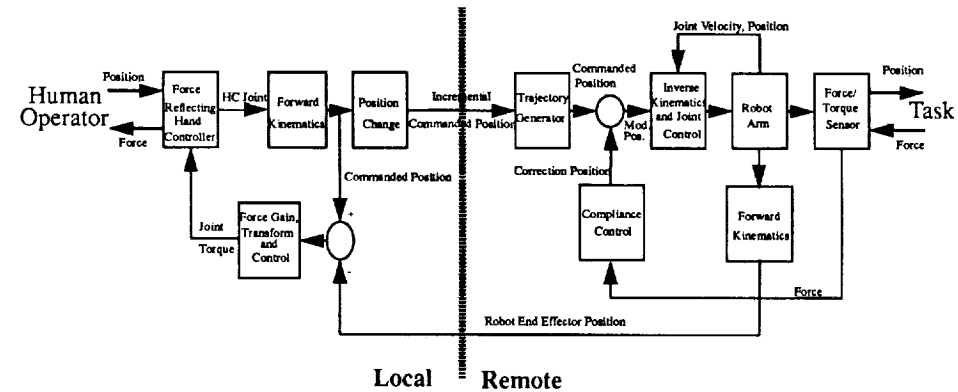 Joint Velocity, Position
Position
Human
Operator
Force
Force
Reflecting
Hand
Controller
HC Joint
Forward
Kinematics
Position
Change
Incremental
Commanded Position
Trajectory
Generator
Commanded
Position
Mod.
Pos.
Inverse
Kinematics
and Joint
Control
Robot
Arm
Force/
Torque
Sensor
Position
Task
Force
Commanded Position
Correction Position
Joint
Torque
Force Gain,
Transform
and
Control
+
-
Compliance
Control
Forward
Kinematics
Force
Robot End Effector Position
Local
Remote